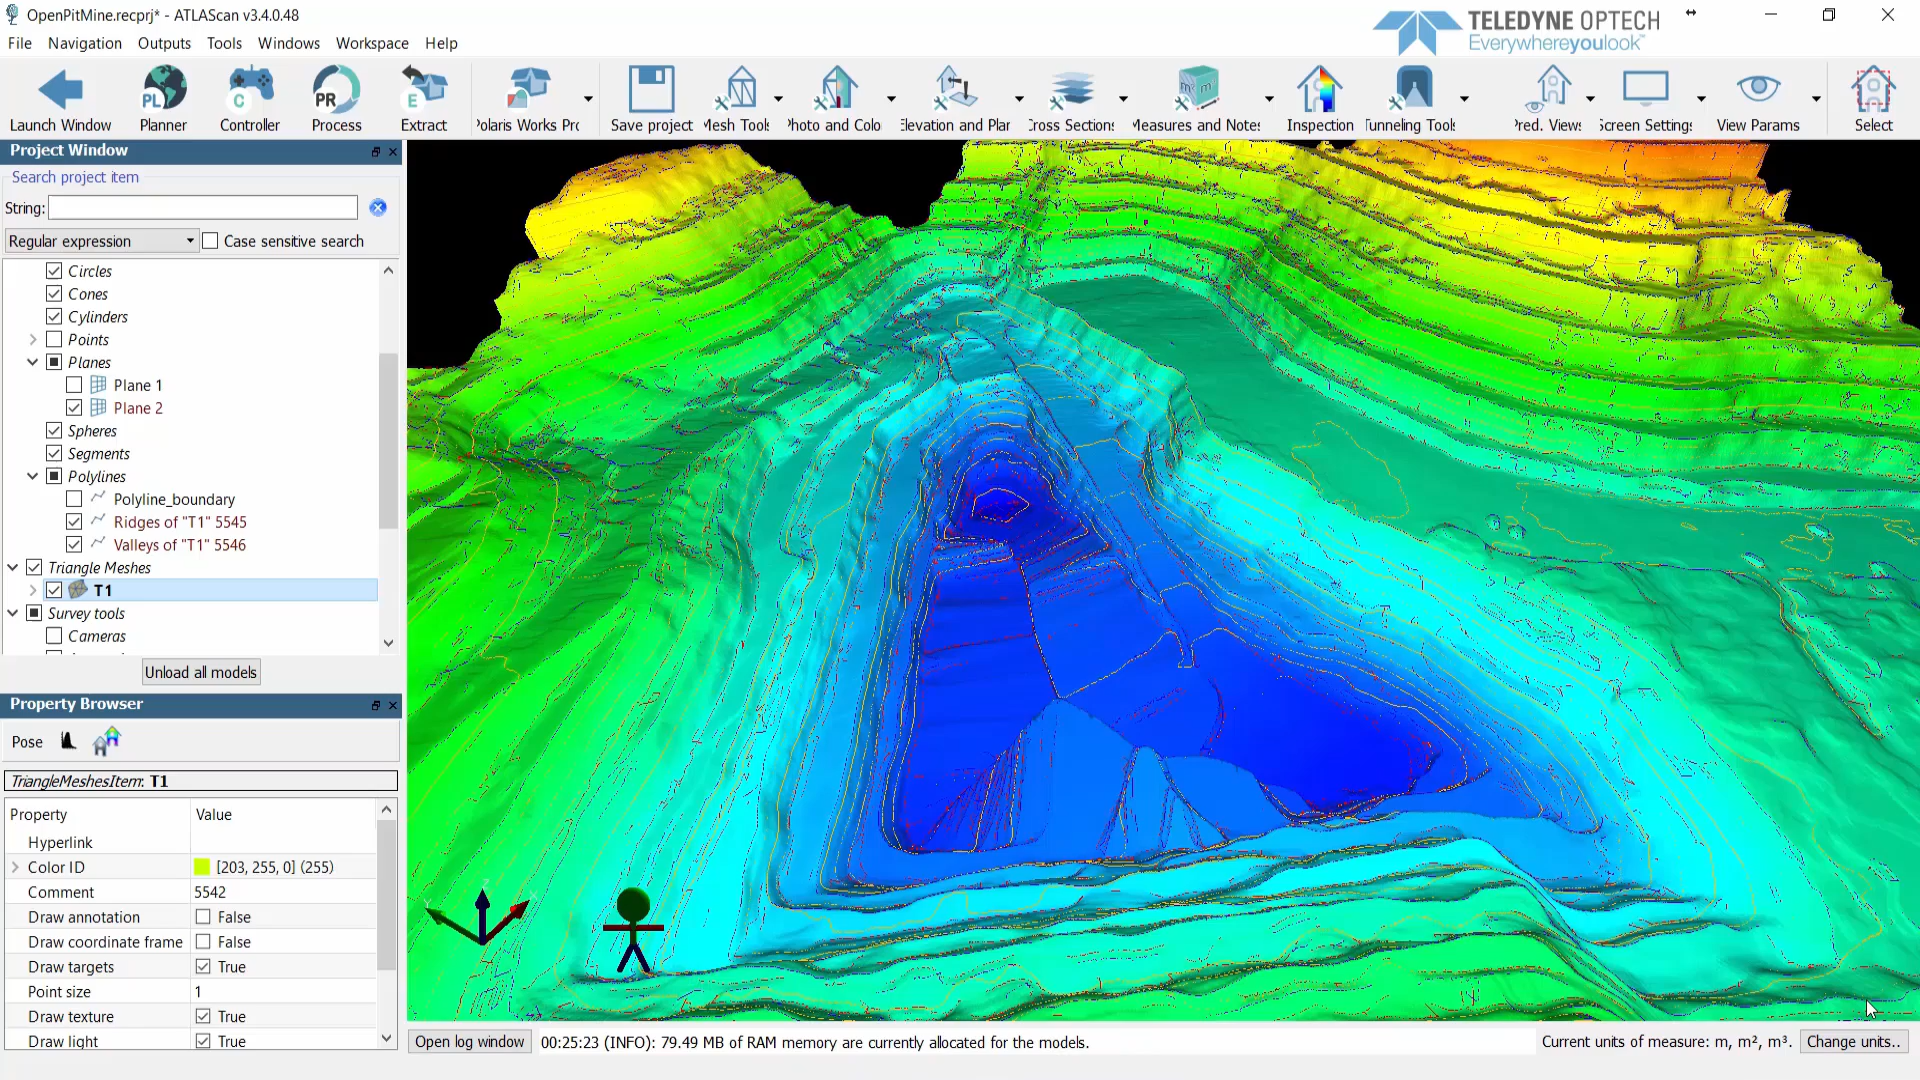 OpenPitMine.recprj* - ATLAScan v3.4.0.48
TELEDYNE OPTECH
Everywhereyoulook™
File Navigation Outputs Tools Windows Workspace Help
PL C PR E m² m³
Launch Window Planner Controller Process Extract Polaris Works Pro Save project Mesh Tools Photo and Colo Elevation and Plan Cross Sections Measures and Notes Inspection Tunneling Tools Pred. Views Screen Settings View Params Select
Project Window
Search project item
String:
Regular expression Case sensitive search
Circles
Cones
Cylinders
Points
Planes
Plane 1
Plane 2
Spheres
Segments
Polylines
Polyline_boundary
Ridges of "T1" 5545
Valleys of "T1" 5546
Triangle Meshes
T1
Survey tools
Cameras
Unload all models
Property Browser
Pose
TriangleMeshesItem: T1
Property Value
Hyperlink
Color ID [203, 255, 0] (255)
Comment 5542
Draw annotation False
Draw coordinate frame False
Draw targets True
Point size 1
Draw texture True
Draw light True
Open log window 00:25:23 (INFO): 79.49 MB of RAM memory are currently allocated for the models. Current units of measure: m, m², m³. Change units..